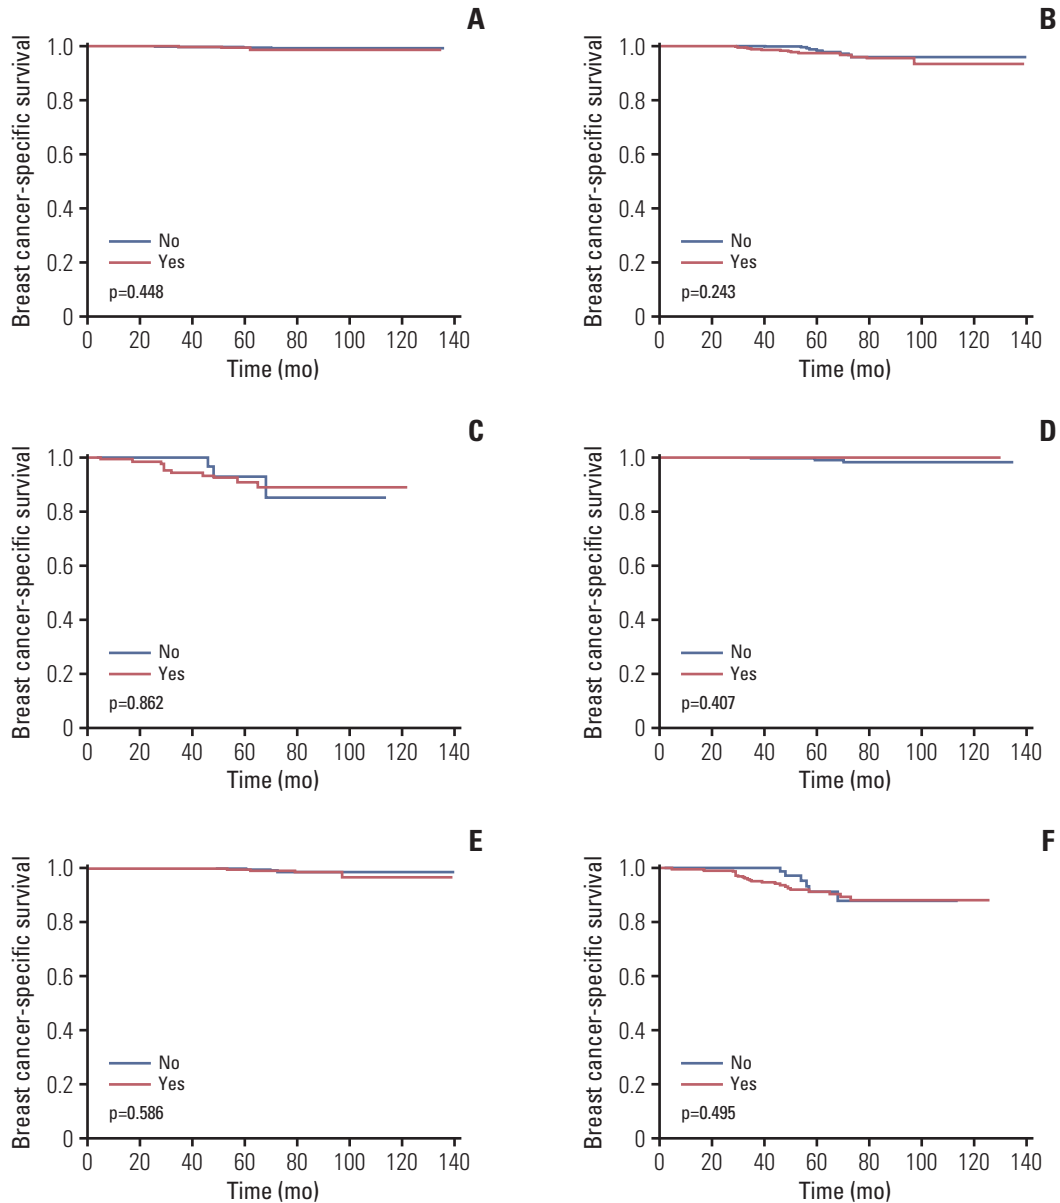 A
Breast cancer-specific survival
1.0
0.8
0.6
0.4
0.2
0
No
Yes
p=0.448
0 20 40 60 80 100 120 140
Time (mo)
B
Breast cancer-specific survival
1.0
0.8
0.6
0.4
0.2
0
No
Yes
p=0.243
0 20 40 60 80 100 120 140
Time (mo)
C
Breast cancer-specific survival
1.0
0.8
0.6
0.4
0.2
0
No
Yes
p=0.862
0 20 40 60 80 100 120 140
Time (mo)
D
Breast cancer-specific survival
1.0
0.8
0.6
0.4
0.2
0
No
Yes
p=0.407
0 20 40 60 80 100 120 140
Time (mo)
E
Breast cancer-specific survival
1.0
0.8
0.6
0.4
0.2
0
No
Yes
p=0.586
0 20 40 60 80 100 120 140
Time (mo)
F
Breast cancer-specific survival
1.0
0.8
0.6
0.4
0.2
0
No
Yes
p=0.495
0 20 40 60 80 100 120 140
Time (mo)